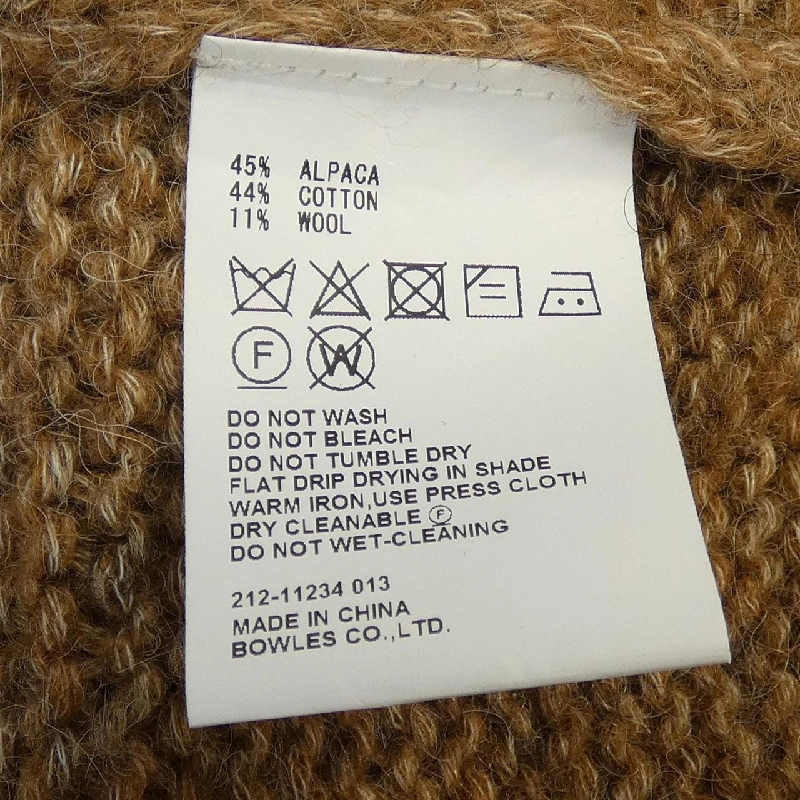 45% ALPACA
44% COTTON
11% WOOL
F W
DO NOT WASH
DO NOT BLEACH
DO NOT TUMBLE DRY
FLAT DRIP DRYING IN SHADE
WARM IRON,USE PRESS CLOTH
DRY CLEANABLE Ⓕ
DO NOT WET-CLEANING
212-11234 013
MADE IN CHINA
BOWLES CO.,LTD.